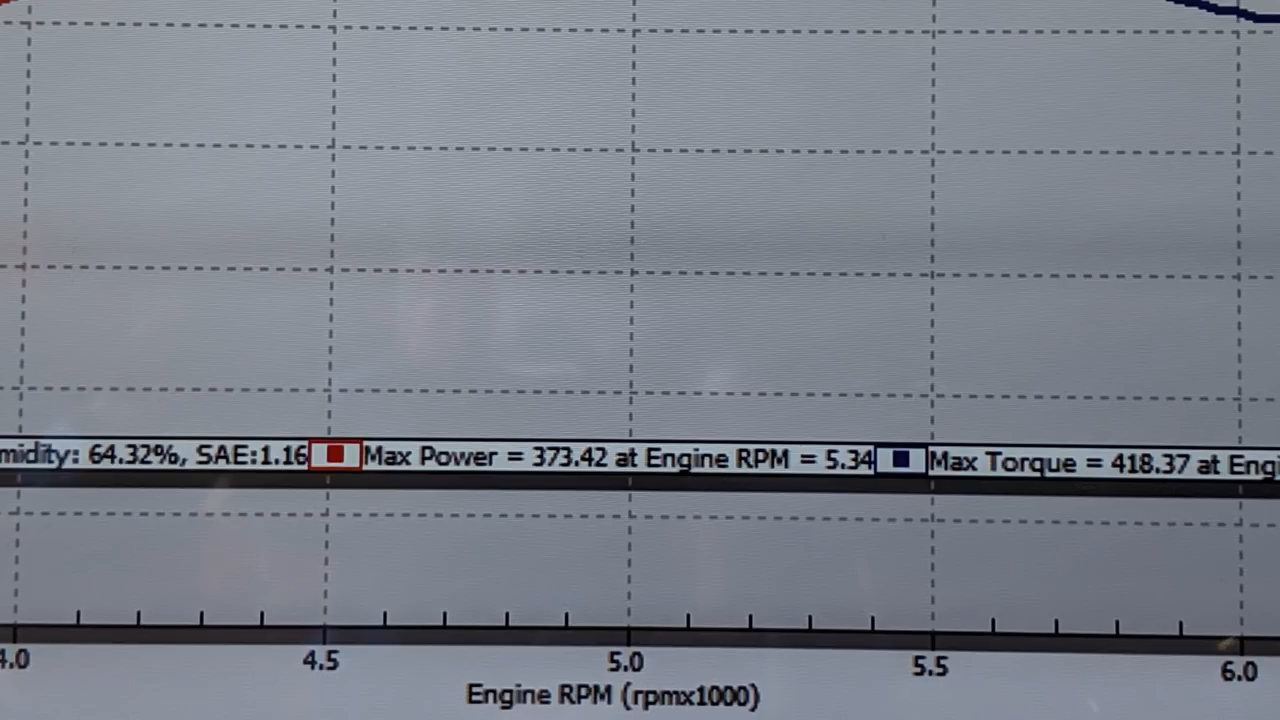 midity: 64.32%, SAE:1.16 Max Power = 373.42 at Engine RPM = 5.34 Max Torque = 418.37 at Engi
4.0 4.5 5.0 5.5 6.0
Engine RPM (rpmx1000)